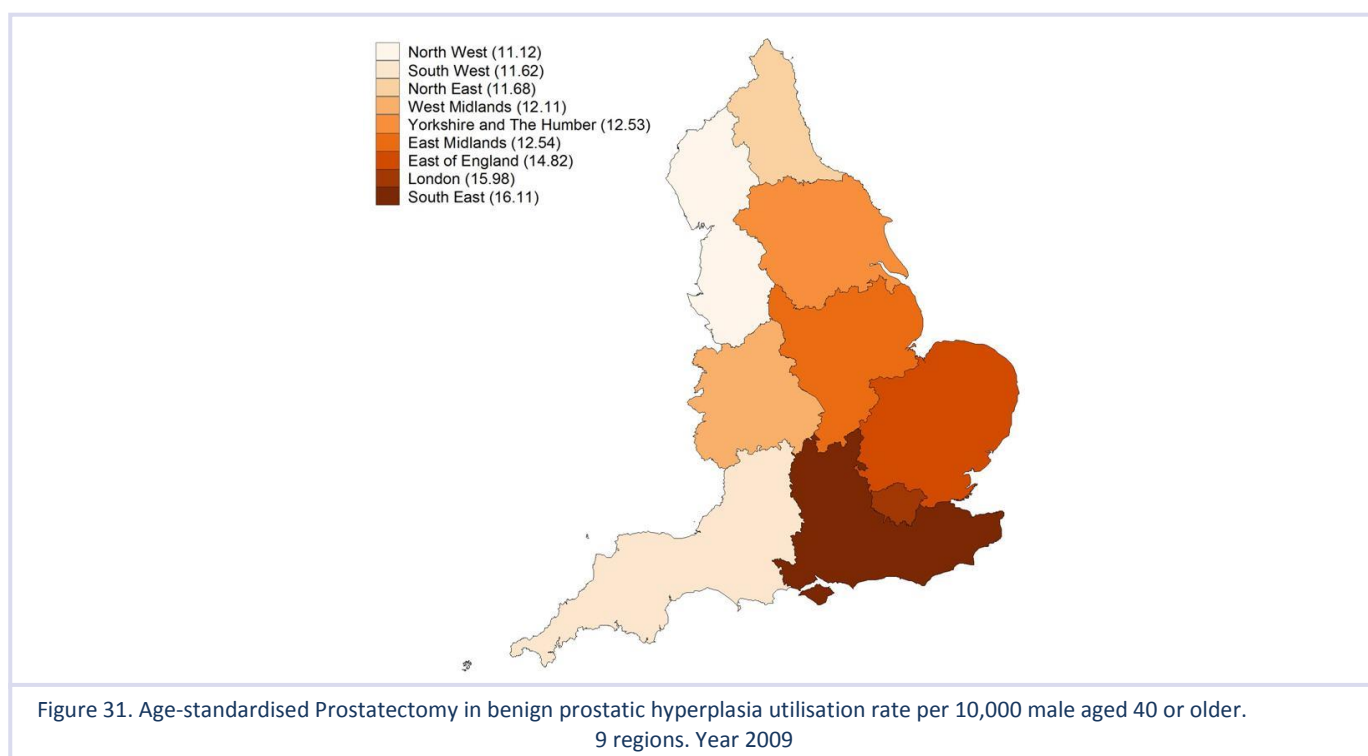 North West (11.12)
South West (11.62)
North East (11.68)
West Midlands (12.11)
Yorkshire and The Humber (12.53)
East Midlands (12.54)
East of England (14.82)
London (15.98)
South East (16.11)
Figure 31. Age-standardised Prostatectomy in benign prostatic hyperplasia utilisation rate per 10,000 male aged 40 or older.
9 regions. Year 2009